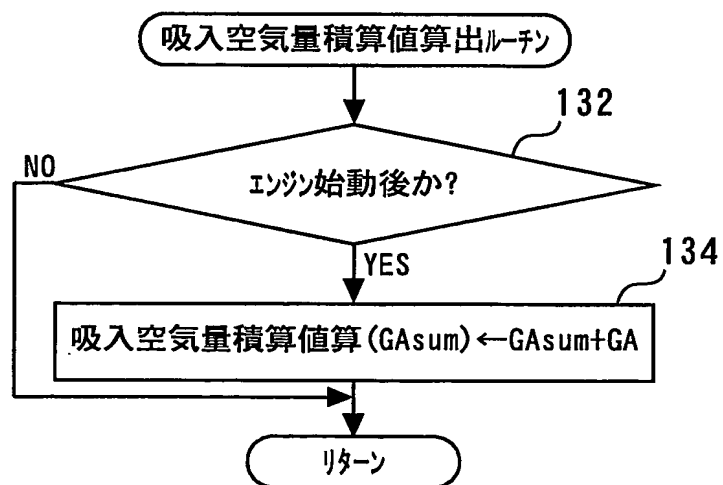 吸入空気量積算値算出ルーチン
132
エンジン始動後か?
NO
YES
134
吸入空気量積算値算(GAsum)←GAsum+GA
リターン